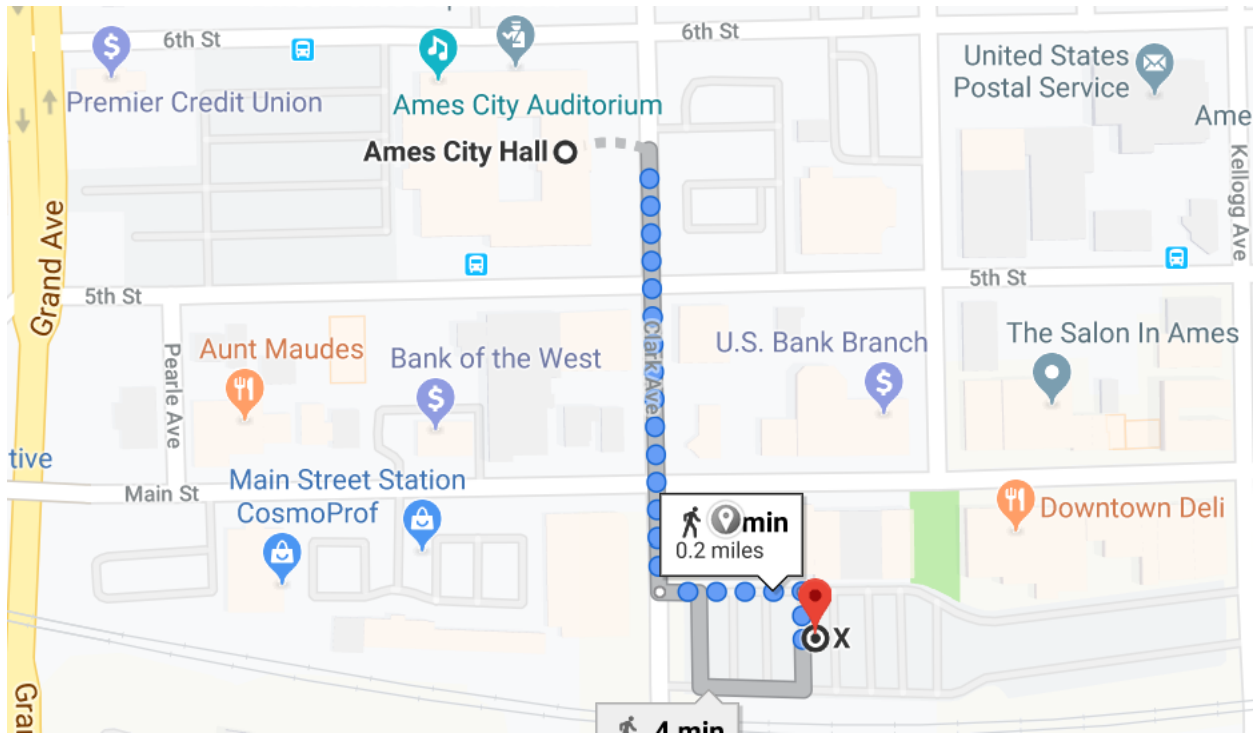 6th St
6th St
United States
Postal Service
Premier Credit Union
Ames City Auditorium
Ame
Ames City Hall
Kellogg Ave
Grand Ave
5th St
5th St
Clark Ave
The Salon In Ames
U.S. Bank Branch
Aunt Maudes
Bank of the West
Pearle Ave
tive
Main Street Station
Main St
CosmoProf
Downtown Deli
min
0.2 miles
X
Gra
4 min